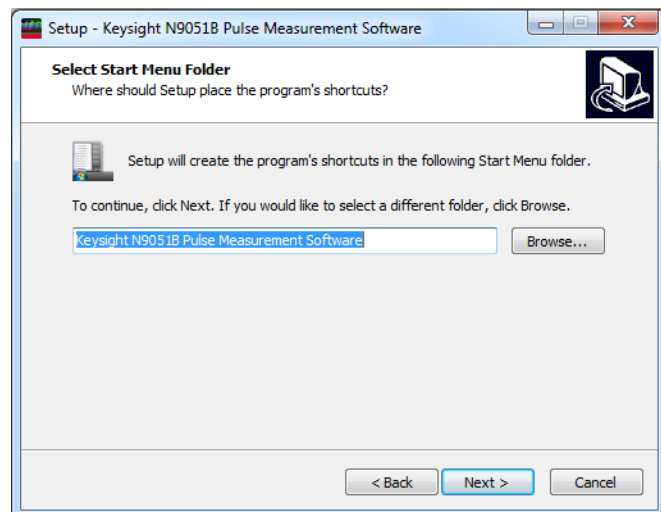 Setup - Keysight N9051B Pulse Measurement Software
Select Start Menu Folder
Where should Setup place the program's shortcuts?
Setup will create the program's shortcuts in the following Start Menu folder.
To continue, click Next. If you would like to select a different folder, click Browse.
Keysight N9051B Pulse Measurement Software
Browse...
< Back
Next >
Cancel